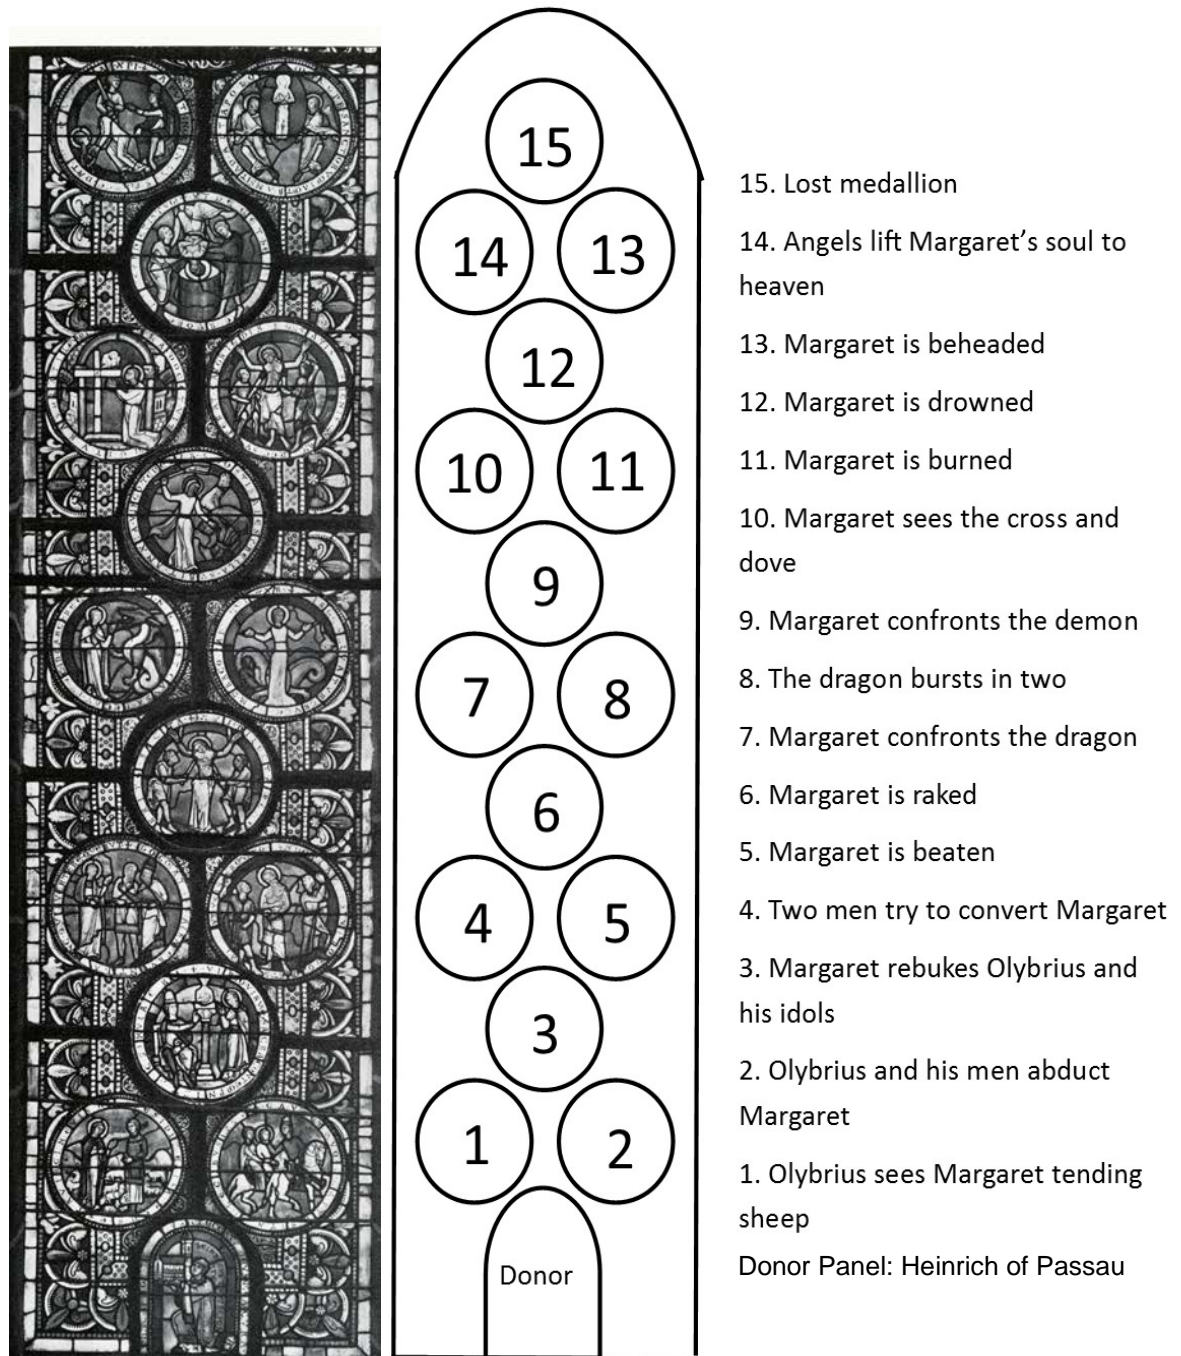 15
14 13
12
10 11
9
7 8
6
4 5
3
1 2
Donor
15. Lost medallion
14. Angels lift Margaret’s soul to
heaven
13. Margaret is beheaded
12. Margaret is drowned
11. Margaret is burned
10. Margaret sees the cross and
dove
9. Margaret confronts the demon
8. The dragon bursts in two
7. Margaret confronts the dragon
6. Margaret is raked
5. Margaret is beaten
4. Two men try to convert Margaret
3. Margaret rebukes Olybrius and
his idols
2. Olybrius and his men abduct
Margaret
1. Olybrius sees Margaret tending
sheep
Donor Panel: Heinrich of Passau